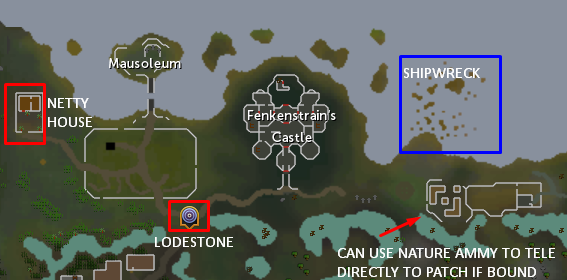 Mausoleum
SHIPWRECK
NETTY
HOUSE
Fenkenstrain's
Castle
LODESTONE
CAN USE NATURE AMMY TO TELE
DIRECTLY TO PATCH IF BOUND